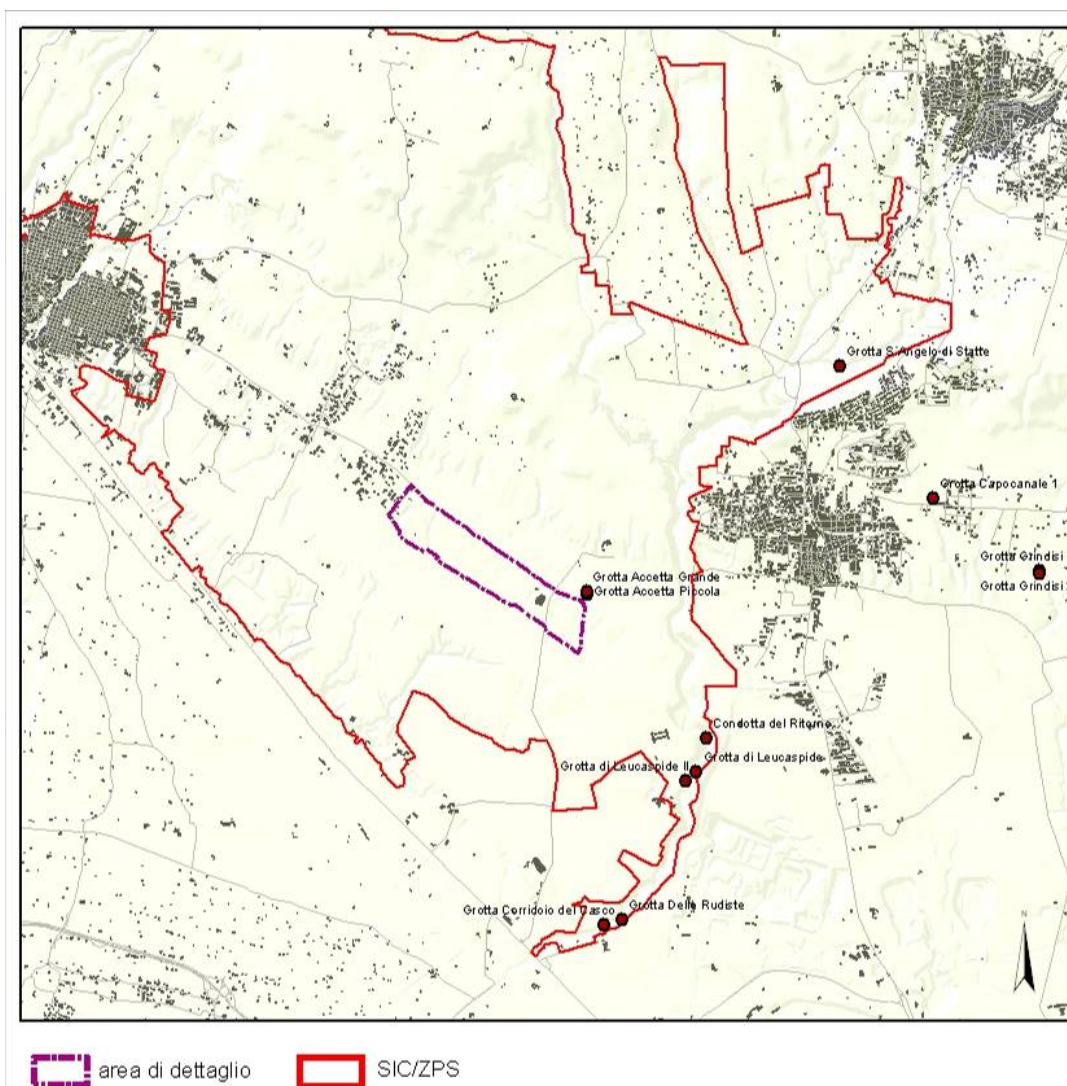 Grotta S.Angelo di Statte
Grotta Capocanale 1
Grotta Grindisi
Grotta Grindisi
Grotta Accetta Grande
Grotta Accetta Piccola
Condotta del Ritorno
Grotta di Leucaspide
Grotta di Leucaspide II
Grotta Delle Rudiste
Grotta Corridoio del Casco
N
area di dettaglio
SIC/ZPS